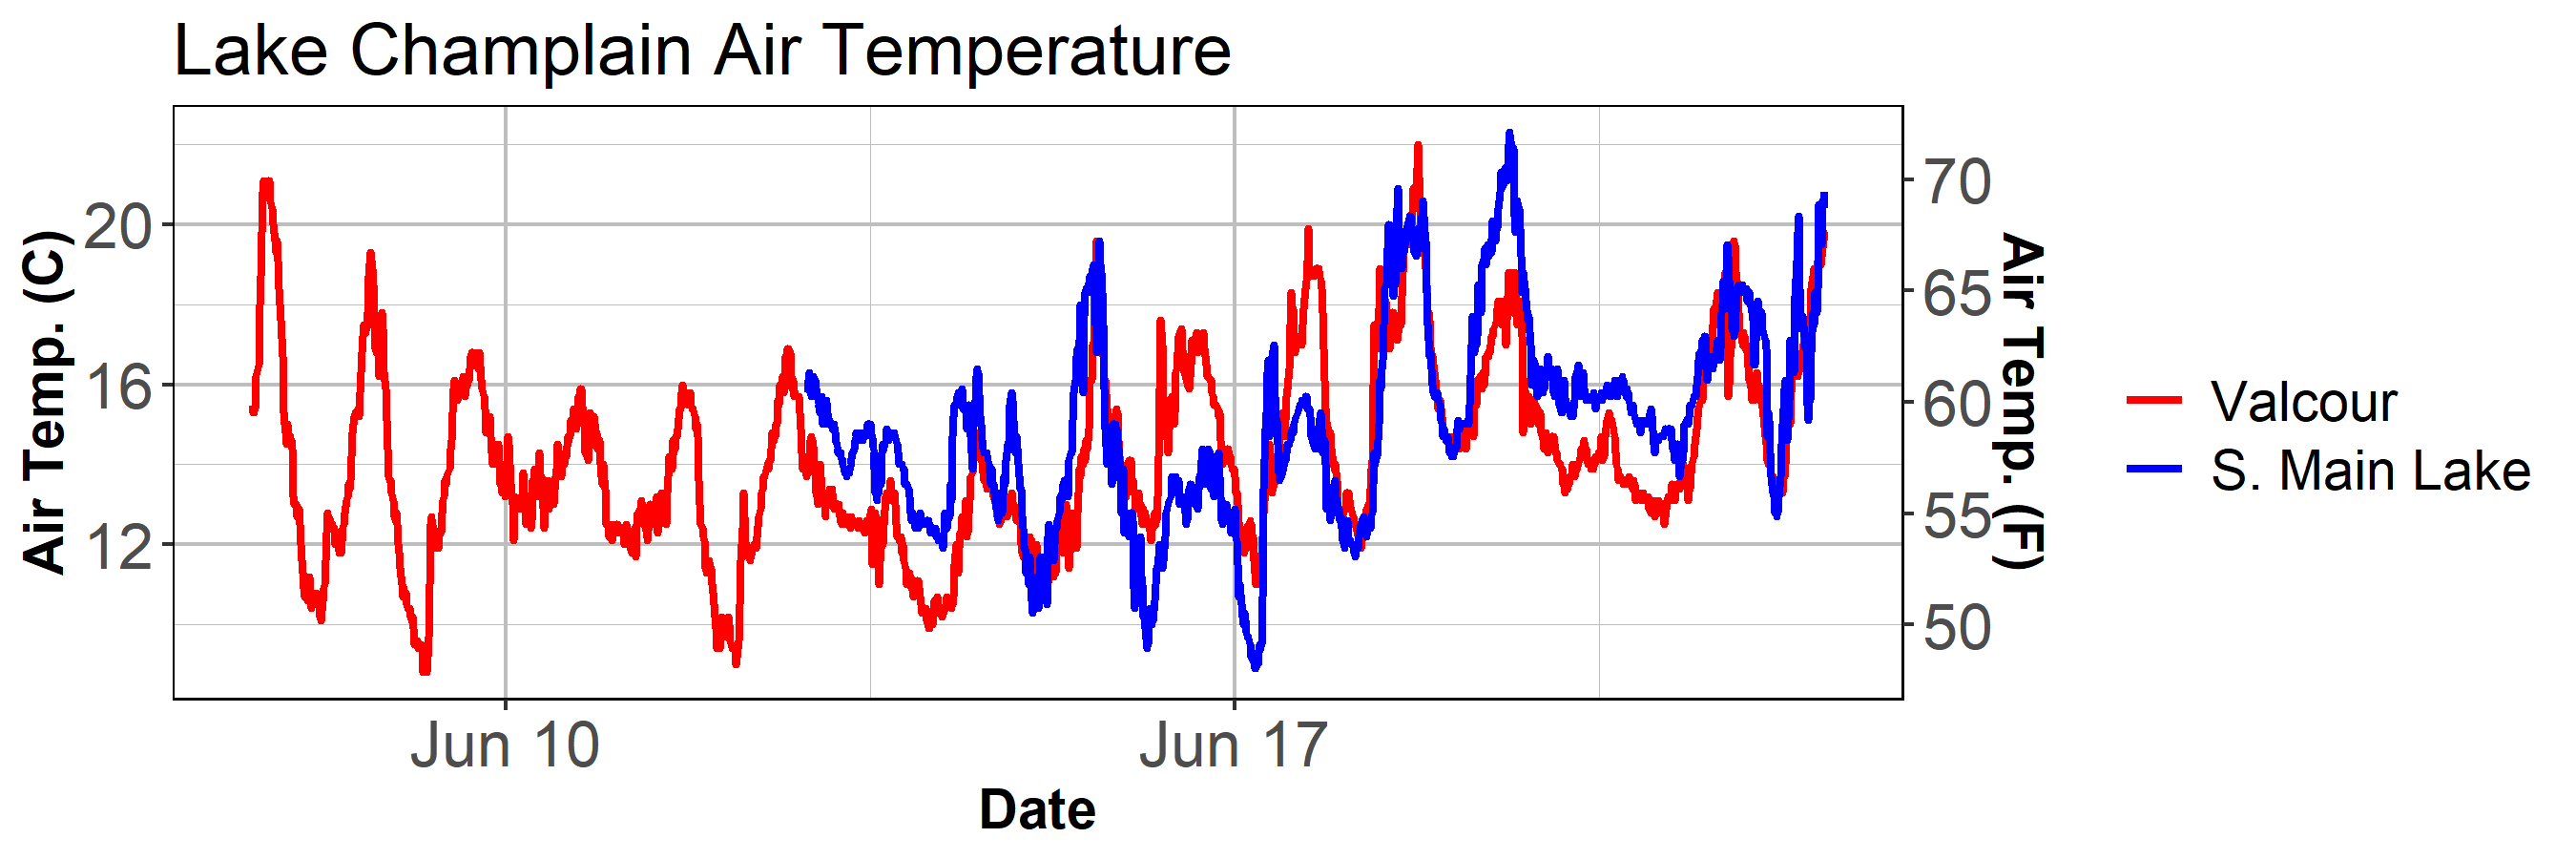 Lake Champlain Air Temperature
Air Temp. (C)
20
16
12
70
65
60
55
50
Air Temp. (F)
Jun 10
Jun 17
Date
Valcour
S. Main Lake